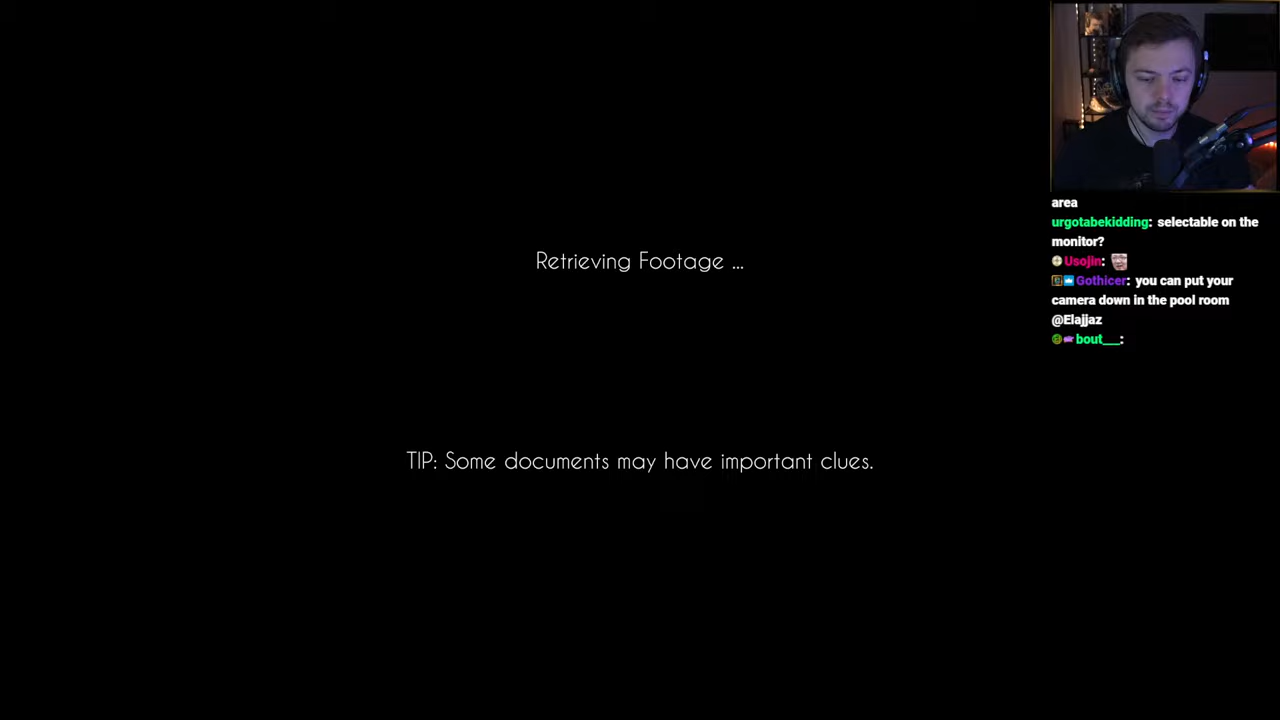 area
urgotabekidding: selectable on the
monitor?
Usojin:
Gothicer: you can put your
camera down in the pool room
@Elajjaz
bout___:
Retrieving Footage ...
TIP: Some documents may have important clues.